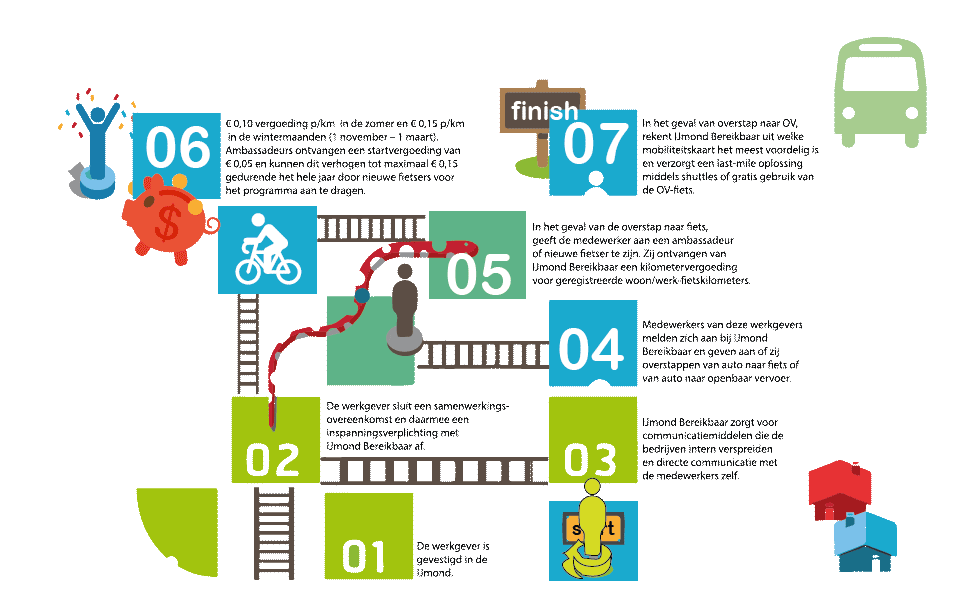 finish
06
€ 0,10 vergoeding p/km in de zomer en € 0,15 p/km
in de wintermaanden (1 november – 1 maart).
Ambassadeurs ontvangen een startvergoeding van
€ 0,05 en kunnen dit verhogen tot maximaal € 0,15
gedurende het hele jaar door nieuwe fietsers voor
het programma aan te dragen.
$
07
In het geval van overstap naar OV,
rekent IJmond Bereikbaar uit welke
mobiliteitskaart het meest voordelig is
en verzorgt een last-mile oplossing
middels shuttles of gratis gebruik van
de OV-fiets.
05
In het geval van de overstap naar fiets,
geeft de medewerker aan een ambassadeur
of nieuwe fietser te zijn. Zij ontvangen van
IJmond Bereikbaar een kilometervergoeding
voor geregistreerde woon/werk-fietskilometers.
04
Medewerkers van deze werkgevers
melden zich aan bij IJmond
Bereikbaar en geven aan of zij
overstappen van auto naar fiets of
van auto naar openbaar vervoer.
02
De werkgever sluit een samenwerkings-
overeenkomst en daarmee een
inspanningsverplichting met
IJmond Bereikbaar af.
03
IJmond Bereikbaar zorgt voor
communicatiemiddelen die de
bedrijven intern verspreiden
en directe communicatie met
de medewerkers zelf.
01
De werkgever is
gevestigd in de
IJmond.